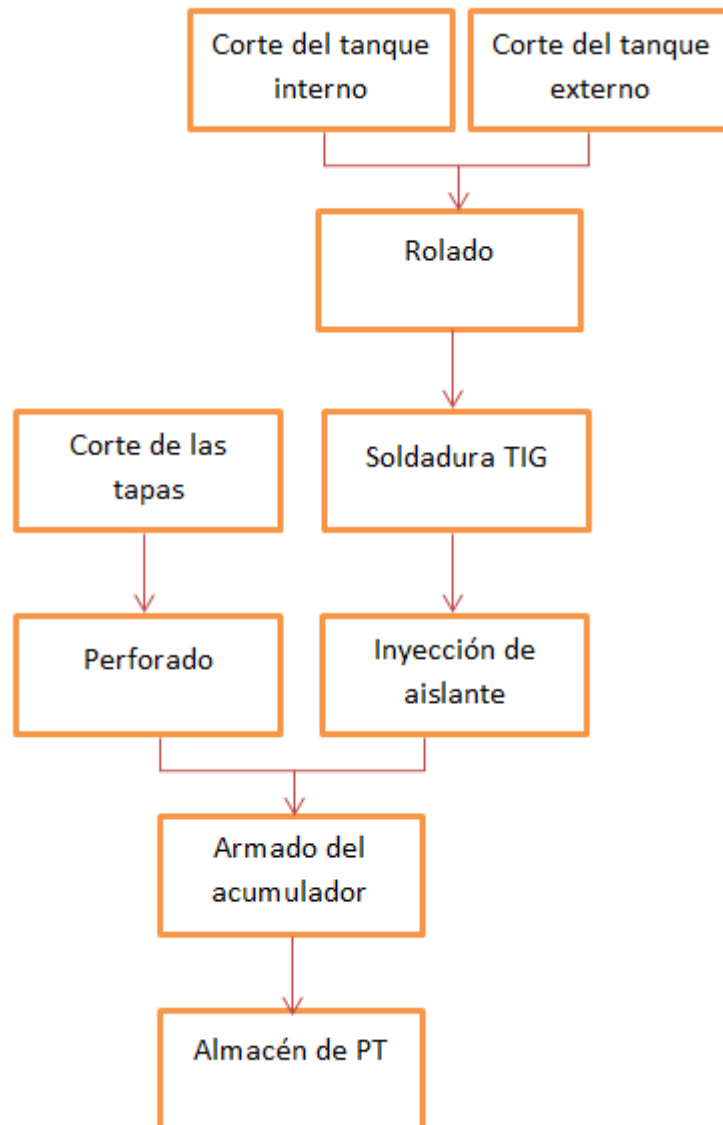 Corte del tanque
interno
Corte del tanque
externo
Rolado
Corte de las
tapas
Soldadura TIG
Perforado
Inyección de
aislante
Armado del
acumulador
Almacén de PT